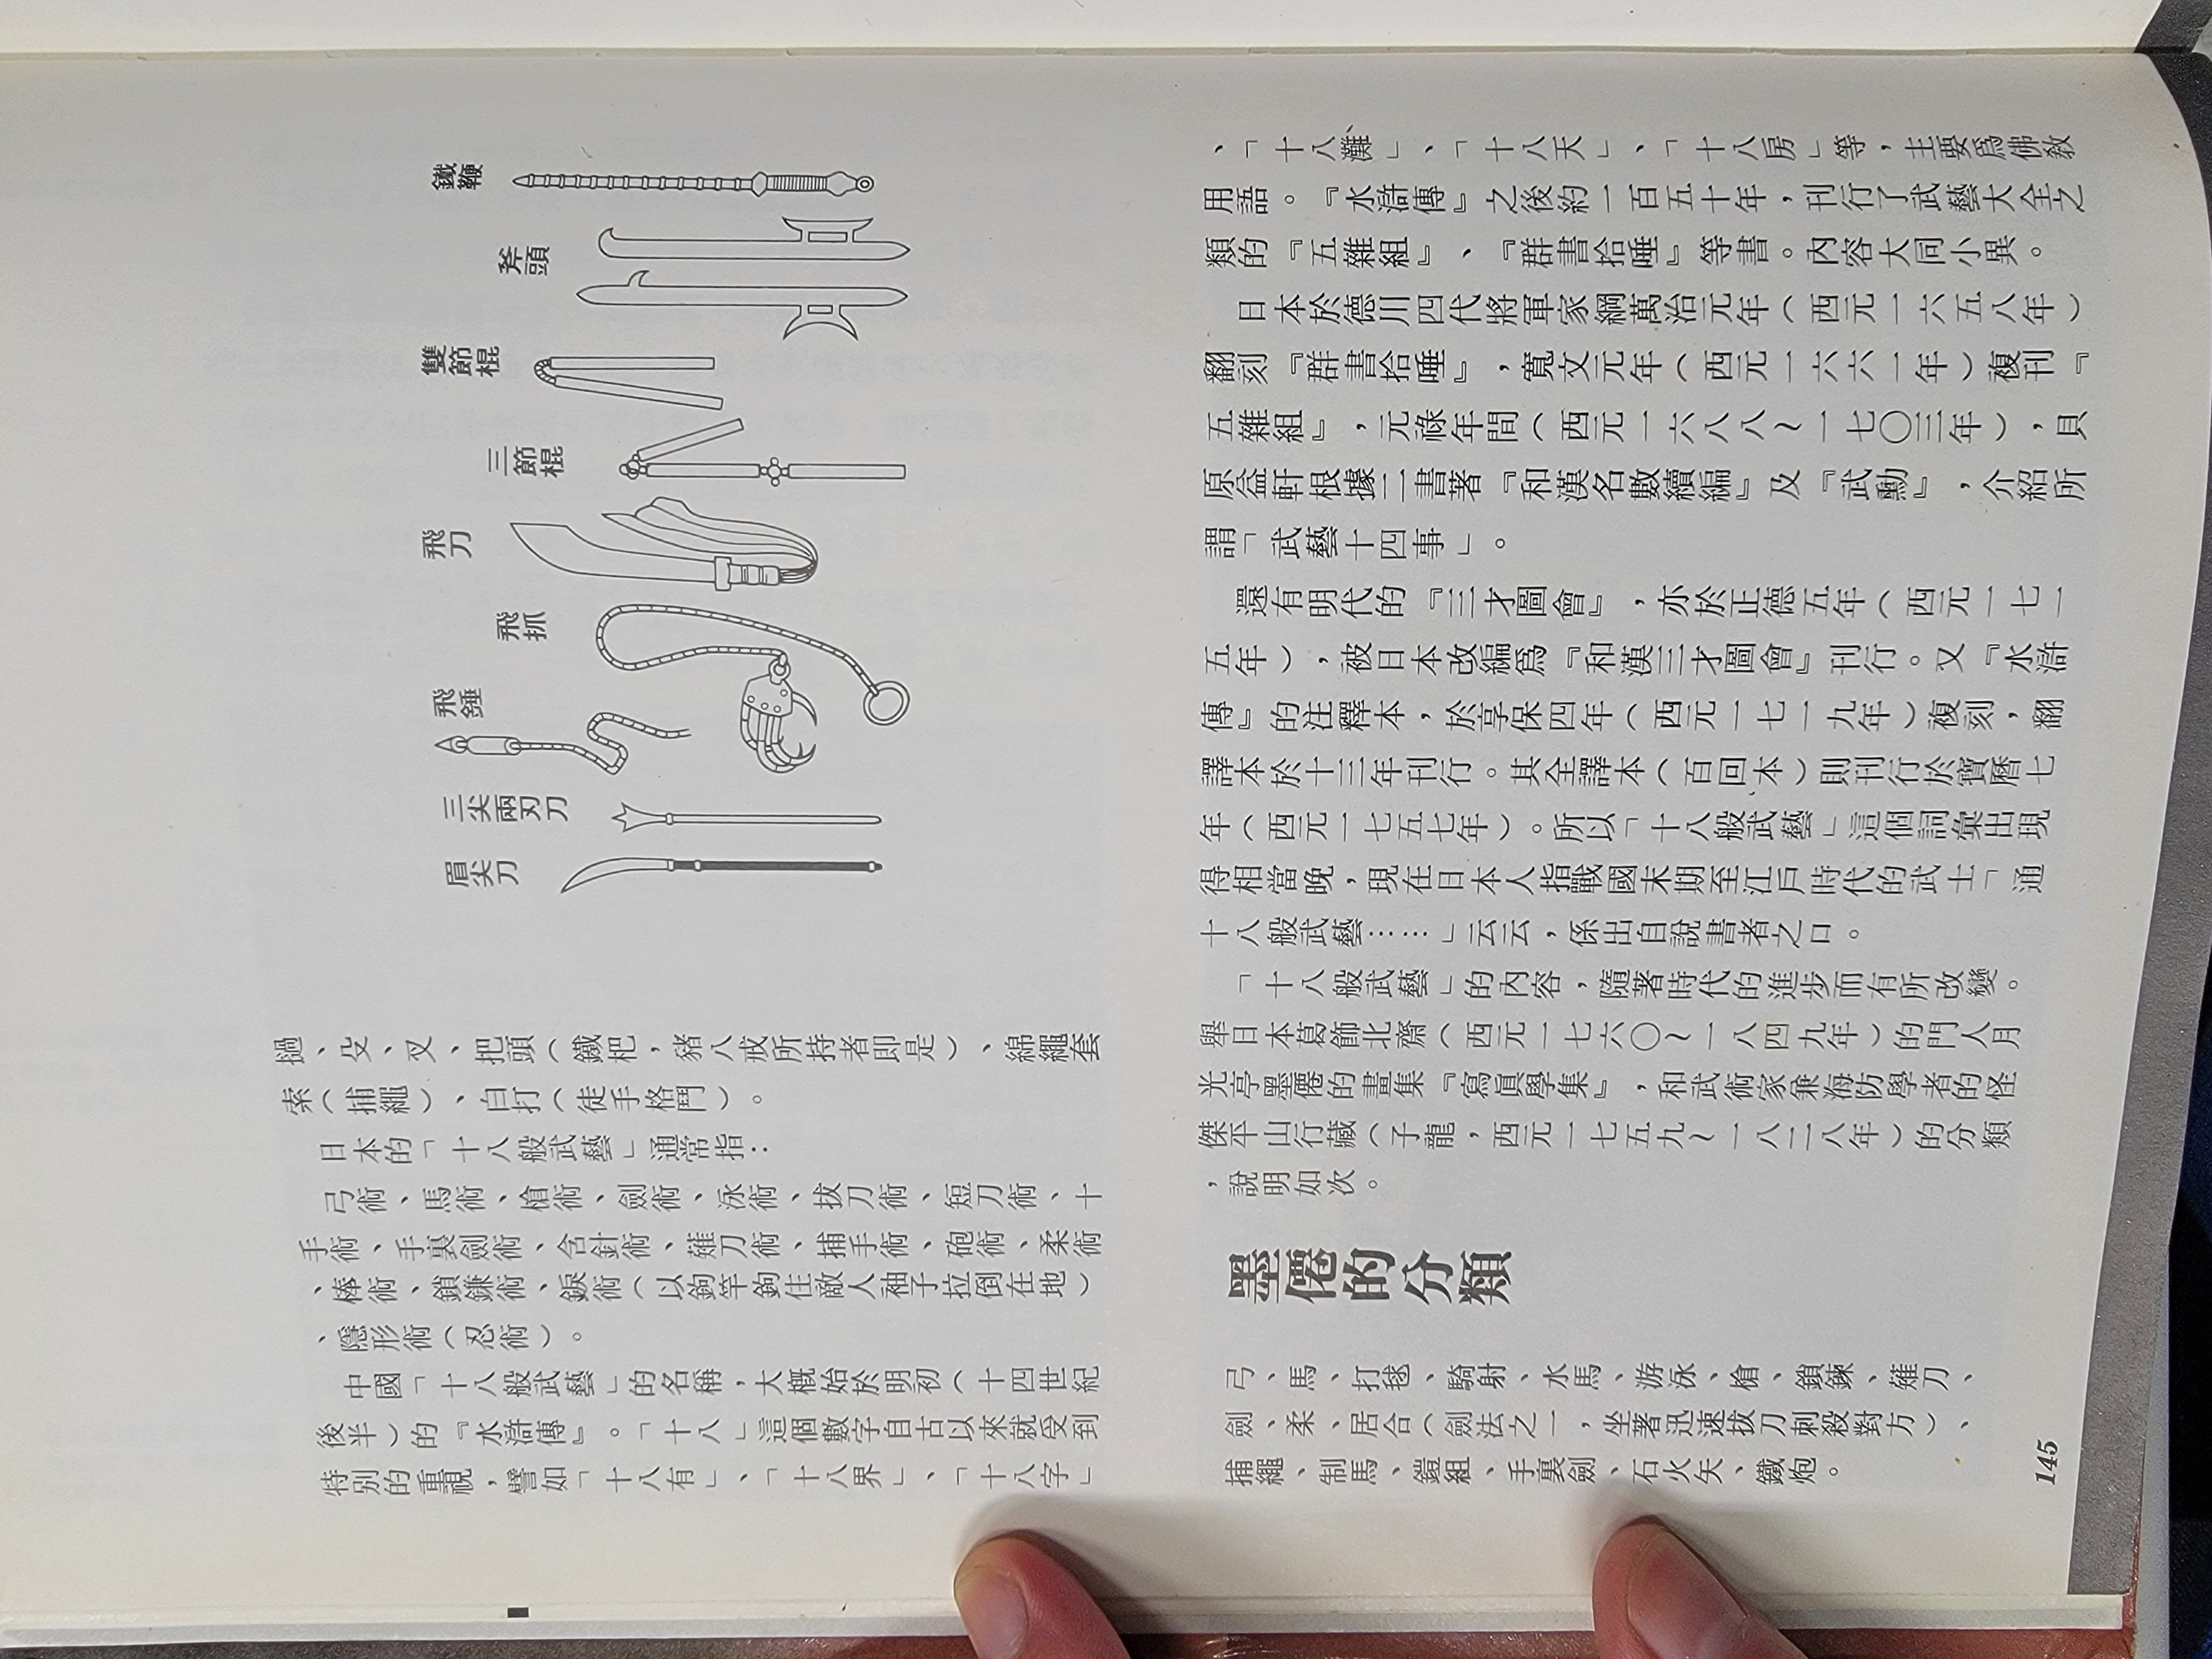 鐵鞭
斧頭
雙節棍
三節棍
飛刀
飛抓
飛錘
三尖兩刃刀
眉尖刀
撾、殳、叉、把頭（鐵杷，豬八戒所持者即是）、綿繩套
索（捕繩）、白打（徒手格鬥）。
日本的「十八般武藝」通常指：
弓術、馬術、槍術、劍術、泳術、拔刀術、短刀術、十
手術、手裏劍術、含針術、薙刀術、捕手術、砲術、柔術
、棒術、鎖鎌術、錑術（以鉤竿鉤住敵人袖子拉倒在地）
、隱形術（忍術）。
中國「十八般武藝」的名稱，大概始於明初（十四世紀
後半）的『水滸傳』。「十八」這個數字自古以來就受到
特別的重視，譬如「十八有」、「十八界」、「十八字」
、「十八灘」、「十八天」、「十八房」等，主要爲佛教
用語。『水滸傳』之後約一百五十年，刊行了武藝大全之
類的『五雜組』、『群書拾唾』等書。內容大同小異。
日本於德川四代將軍家綱萬治元年（西元一六五八年）
翻刻『群書拾唾』，寬文元年（西元一六六一年）複刊『
五雜組』，元祿年間（西元一六八八～一七〇三年），貝
原益軒根據二書著『和漢名數續編』及『武勳』，介紹所
謂「武藝十四事」。
還有明代的『三才圖會』，亦於正德五年（西元一七一
五年），被日本改編爲『和漢三才圖會』刊行。又『水滸
傳』的注釋本，於享保四年（西元一七一九年）複刻，翻
譯本於十三年刊行。其全譯本（百回本）則刊行於寶曆七
年（西元一七五七年）。所以「十八般武藝」這個詞彙出現
得相當晚，現在日本人指戰國末期至江戶時代的武士「通
十八般武藝……」云云，係出自說書者之口。
「十八般武藝」的內容，隨著時代的進步而有所改變。
舉日本葛飾北齋（西元一七六〇～一八四九年）的門人月
光亭墨僊的畫集『寫眞學集』，和武術家兼海防學者的怪
傑平山行藏（子龍，西元一七五九～一八二八年）的分類
，說明如次。
墨僊的分類
弓、馬、打毬、騎射、水馬、游泳、槍、鎖鍊、薙刀、
劍、柔、居合（劍法之一，坐著迅速拔刀刺殺對方）、
捕繩、制馬、鎧組、手裏劍、石火矢、鐵炮。
145